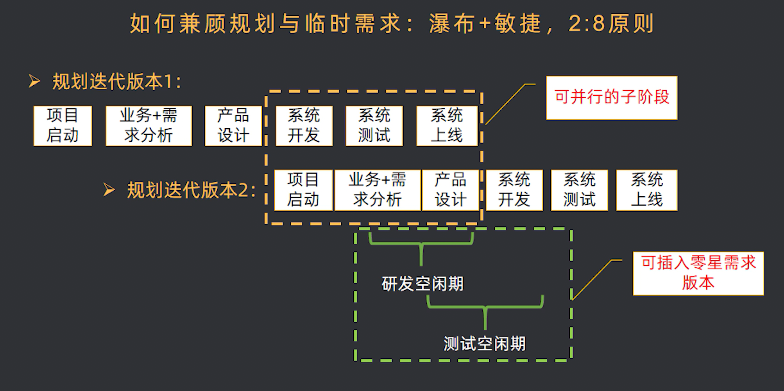 如何兼顾规划与临时需求：瀑布+敏捷，2:8原则
规划迭代版本1：
可并行的子阶段
项目
启动
业务+需
求分析
产品
设计
系统
开发
系统
测试
系统
上线
规划迭代版本2：
项目
启动
业务+需
求分析
产品
设计
系统
开发
系统
测试
系统
上线
研发空闲期
可插入零星需求
版本
测试空闲期